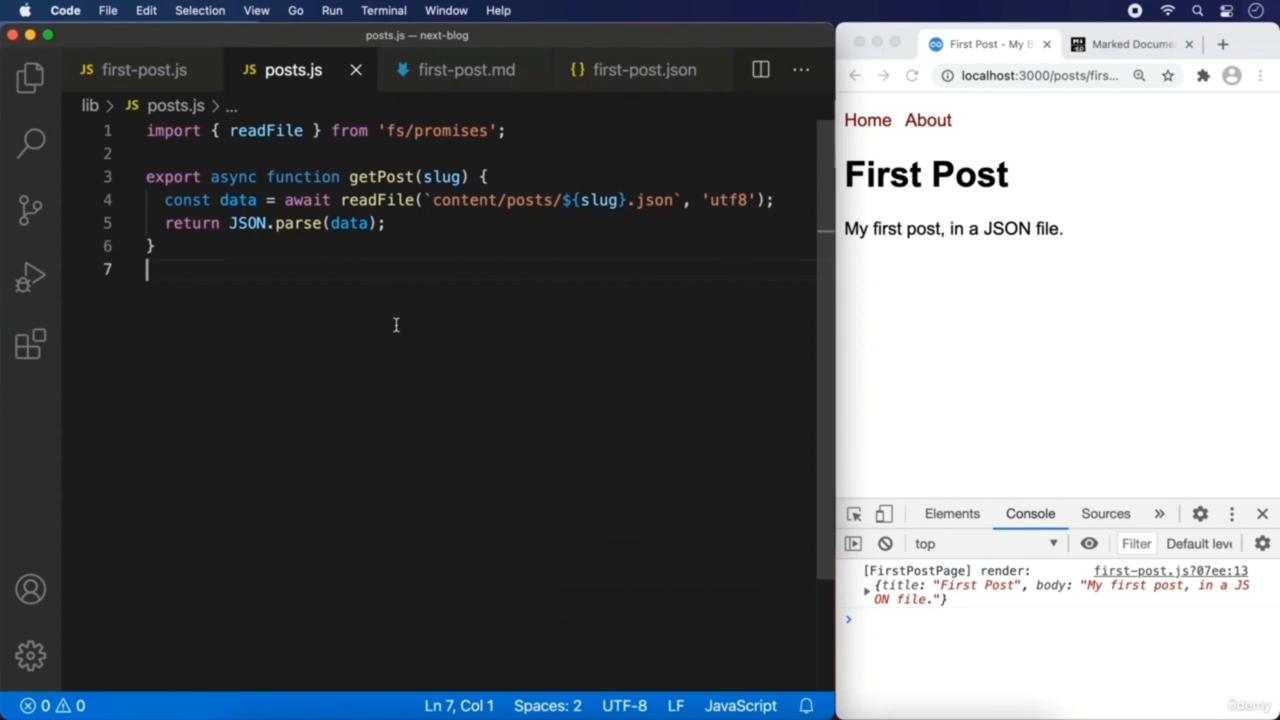 Code File Edit Selection View Go Run Terminal Window Help
posts.js — next-blog
first-post.js posts.js first-post.md first-post.json
lib posts.js ...
1 import { readFile } from 'fs/promises';
2
3 export async function getPost(slug) {
4 const data = await readFile(`content/posts/${slug}.json`, 'utf8');
5 return JSON.parse(data);
6 }
7
0 0 Ln 7, Col 1 Spaces: 2 UTF-8 LF JavaScript
First Post - My B Marked Docume
localhost:3000/posts/firs...
Home About
First Post
My first post, in a JSON file.
Elements Console Sources
top Filter Default leve
[FirstPostPage] render: first-post.js?07ee:13
{title: "First Post", body: "My first post, in a JS
ON file."}
ûdemy